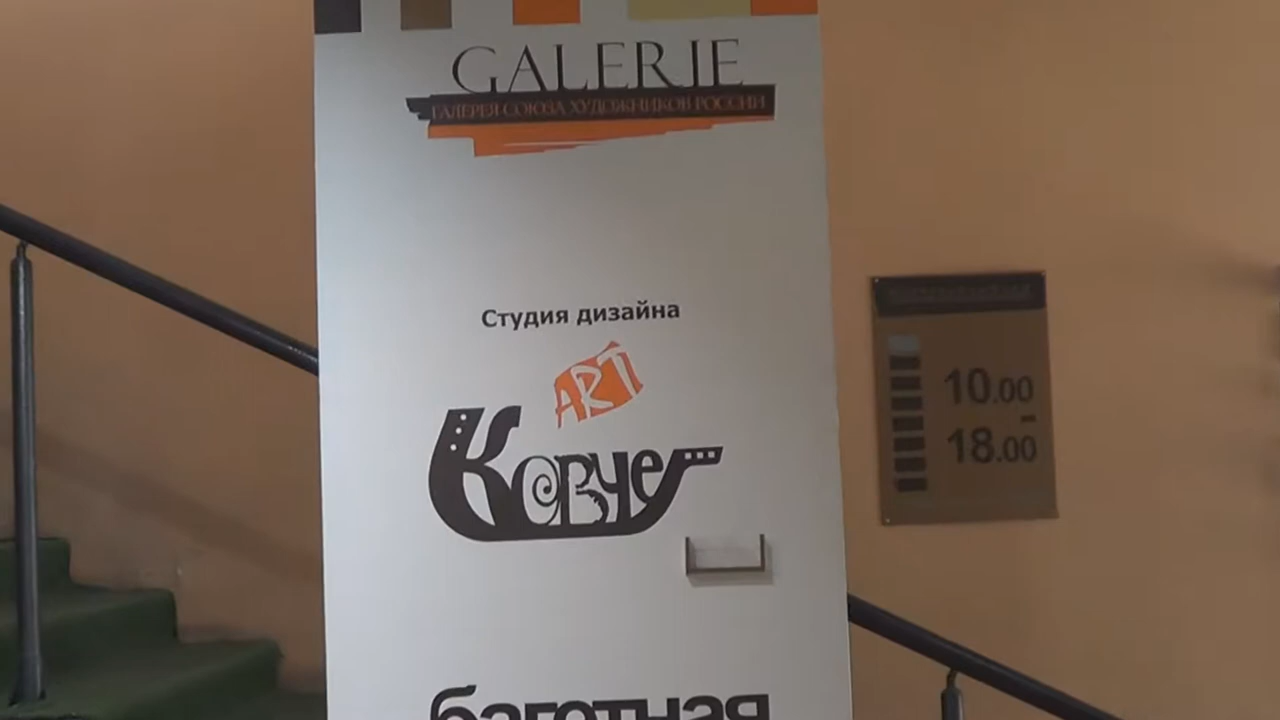 GALERIE
ГАЛЕРЕЯ СОЮЗА ХУДОЖНИКОВ РОССИИ
Студия дизайна
ART
Ковчег
багетная
10.00
-
18.00